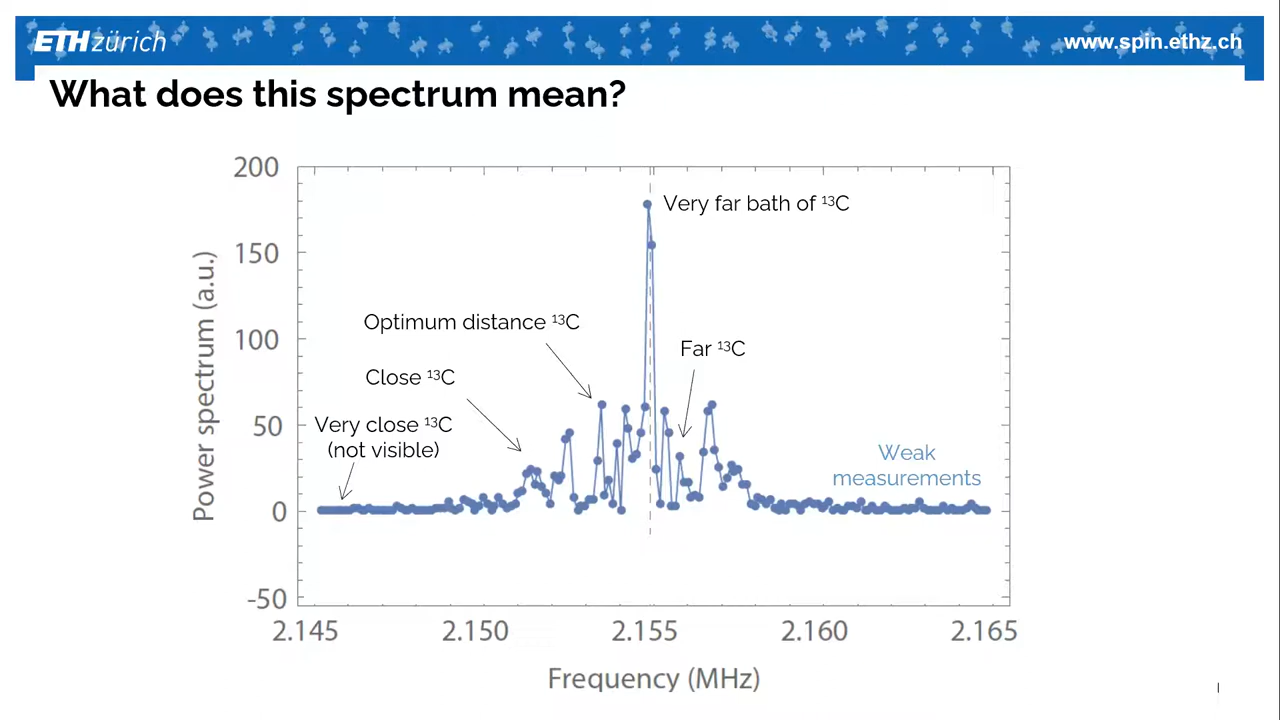 ETH zürich
www.spin.ethz.ch
What does this spectrum mean?
200
150
100
50
0
-50
Power spectrum (a.u.)
Very far bath of ¹³C
Optimum distance ¹³C
Far ¹³C
Close ¹³C
Very close ¹³C
(not visible)
Weak
measurements
2.145 2.150 2.155 2.160 2.165
Frequency (MHz)